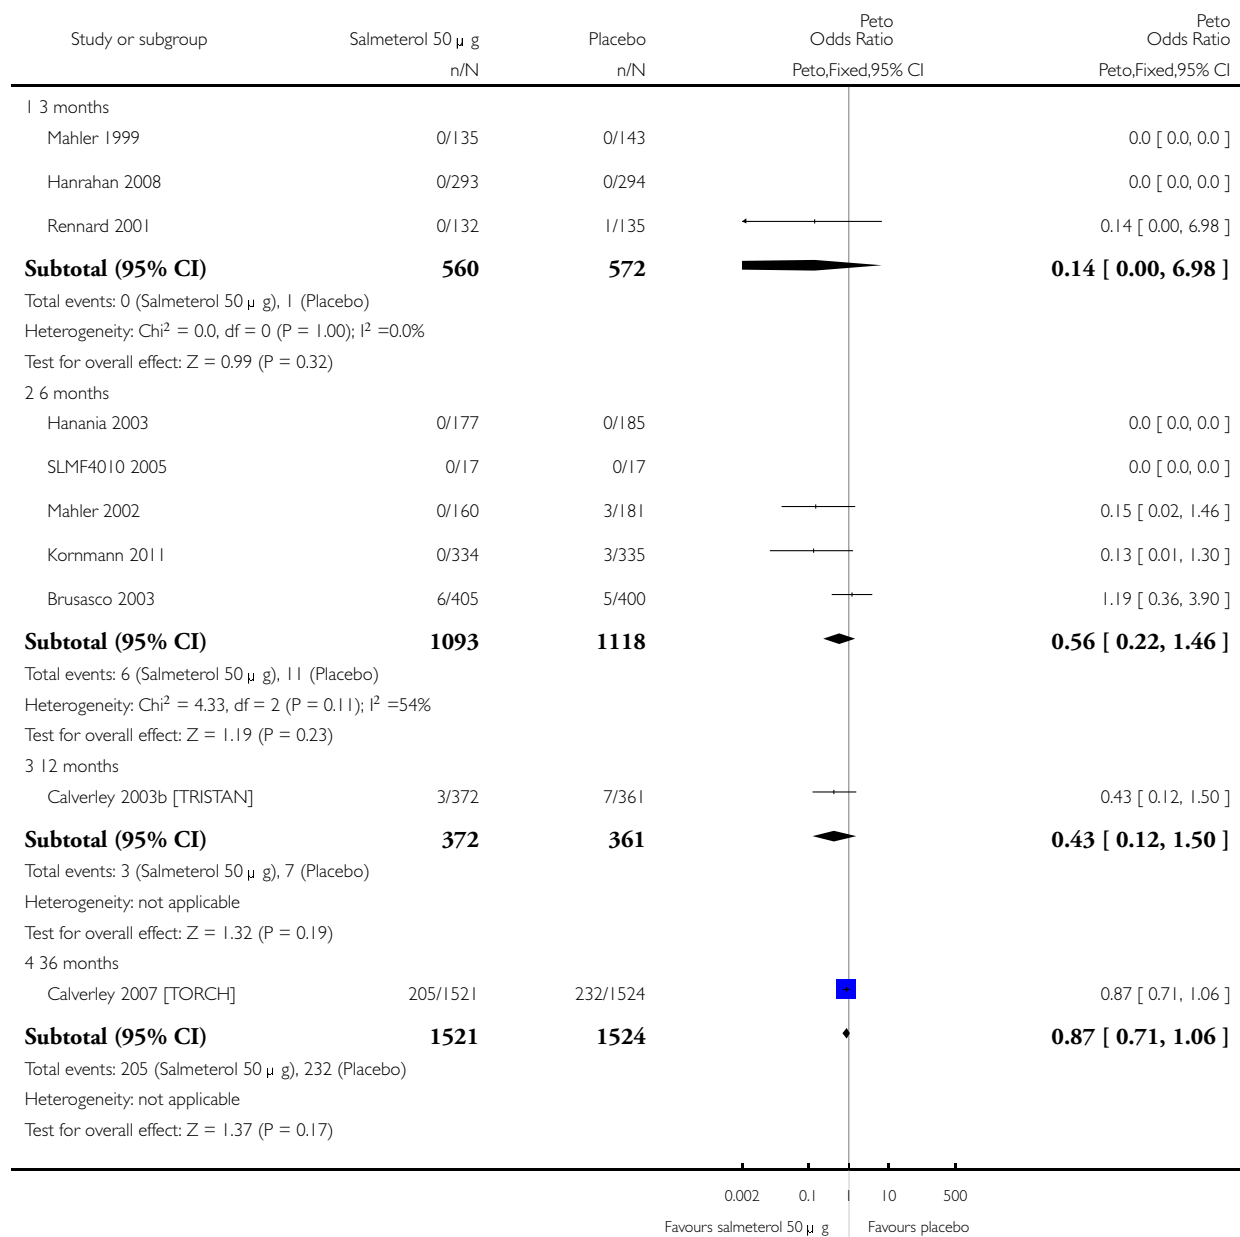 Study or subgroup Salmeterol 50 μ g Placebo Peto Odds Ratio Peto Odds Ratio
n/N n/N Peto,Fixed,95% CI Peto,Fixed,95% CI
1 3 months
Mahler 1999 0/135 0/143 0.0 [ 0.0, 0.0 ]
Hanrahan 2008 0/293 0/294 0.0 [ 0.0, 0.0 ]
Rennard 2001 0/132 1/135 0.14 [ 0.00, 6.98 ]
Subtotal (95% CI) 560 572 0.14 [ 0.00, 6.98 ]
Total events: 0 (Salmeterol 50 μ g), 1 (Placebo)
Heterogeneity: Chi² = 0.0, df = 0 (P = 1.00); I² =0.0%
Test for overall effect: Z = 0.99 (P = 0.32)
2 6 months
Hanania 2003 0/177 0/185 0.0 [ 0.0, 0.0 ]
SLMF4010 2005 0/17 0/17 0.0 [ 0.0, 0.0 ]
Mahler 2002 0/160 3/181 0.15 [ 0.02, 1.46 ]
Kornmann 2011 0/334 3/335 0.13 [ 0.01, 1.30 ]
Brusasco 2003 6/405 5/400 1.19 [ 0.36, 3.90 ]
Subtotal (95% CI) 1093 1118 0.56 [ 0.22, 1.46 ]
Total events: 6 (Salmeterol 50 μ g), 11 (Placebo)
Heterogeneity: Chi² = 4.33, df = 2 (P = 0.11); I² =54%
Test for overall effect: Z = 1.19 (P = 0.23)
3 12 months
Calverley 2003b [TRISTAN] 3/372 7/361 0.43 [ 0.12, 1.50 ]
Subtotal (95% CI) 372 361 0.43 [ 0.12, 1.50 ]
Total events: 3 (Salmeterol 50 μ g), 7 (Placebo)
Heterogeneity: not applicable
Test for overall effect: Z = 1.32 (P = 0.19)
4 36 months
Calverley 2007 [TORCH] 205/1521 232/1524 0.87 [ 0.71, 1.06 ]
Subtotal (95% CI) 1521 1524 0.87 [ 0.71, 1.06 ]
Total events: 205 (Salmeterol 50 μ g), 232 (Placebo)
Heterogeneity: not applicable
Test for overall effect: Z = 1.37 (P = 0.17)
0.002 0.1 1 10 500
Favours salmeterol 50 μ g Favours placebo